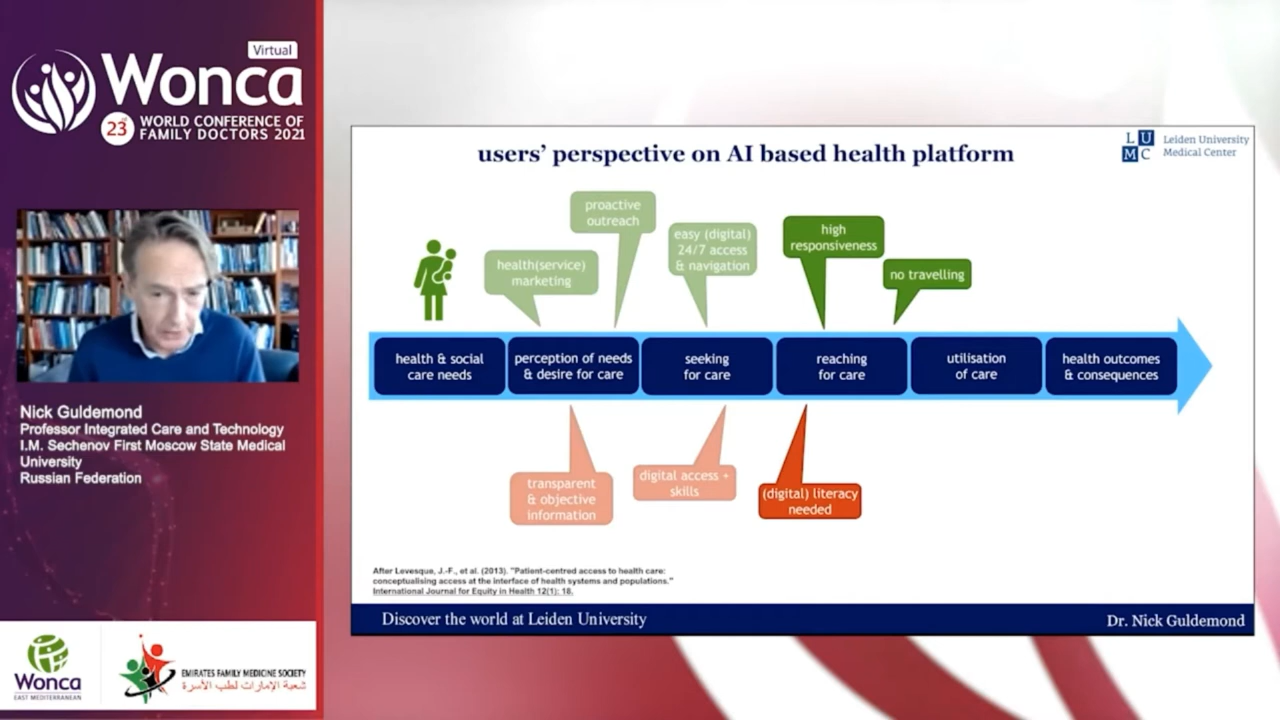 Virtual
Wonca
23rd
WORLD CONFERENCE OF
FAMILY DOCTORS 2021
Nick Guldemond
Professor Integrated Care and Technology
I.M. Sechenov First Moscow State Medical
University
Russian Federation
Wonca
EAST MEDITERRANEAN
EMIRATES FAMILY MEDICINE SOCIETY
شعبة الإمارات لطب الأسرة
users' perspective on AI based health platform
L U
M C
Leiden University
Medical Center
proactive
outreach
easy (digital)
24/7 access
& navigation
high
responsiveness
health(service)
marketing
no travelling
health & social
care needs
perception of needs
& desire for care
seeking
for care
reaching
for care
utilisation
of care
health outcomes
& consequences
transparent
& objective
information
digital access +
skills
(digital) literacy
needed
After Levesque, J.-F., et al. (2013). "Patient-centred access to health care:
conceptualising access at the interface of health systems and populations."
International Journal for Equity in Health 12(1): 18.
Discover the world at Leiden University
Dr. Nick Guldemond